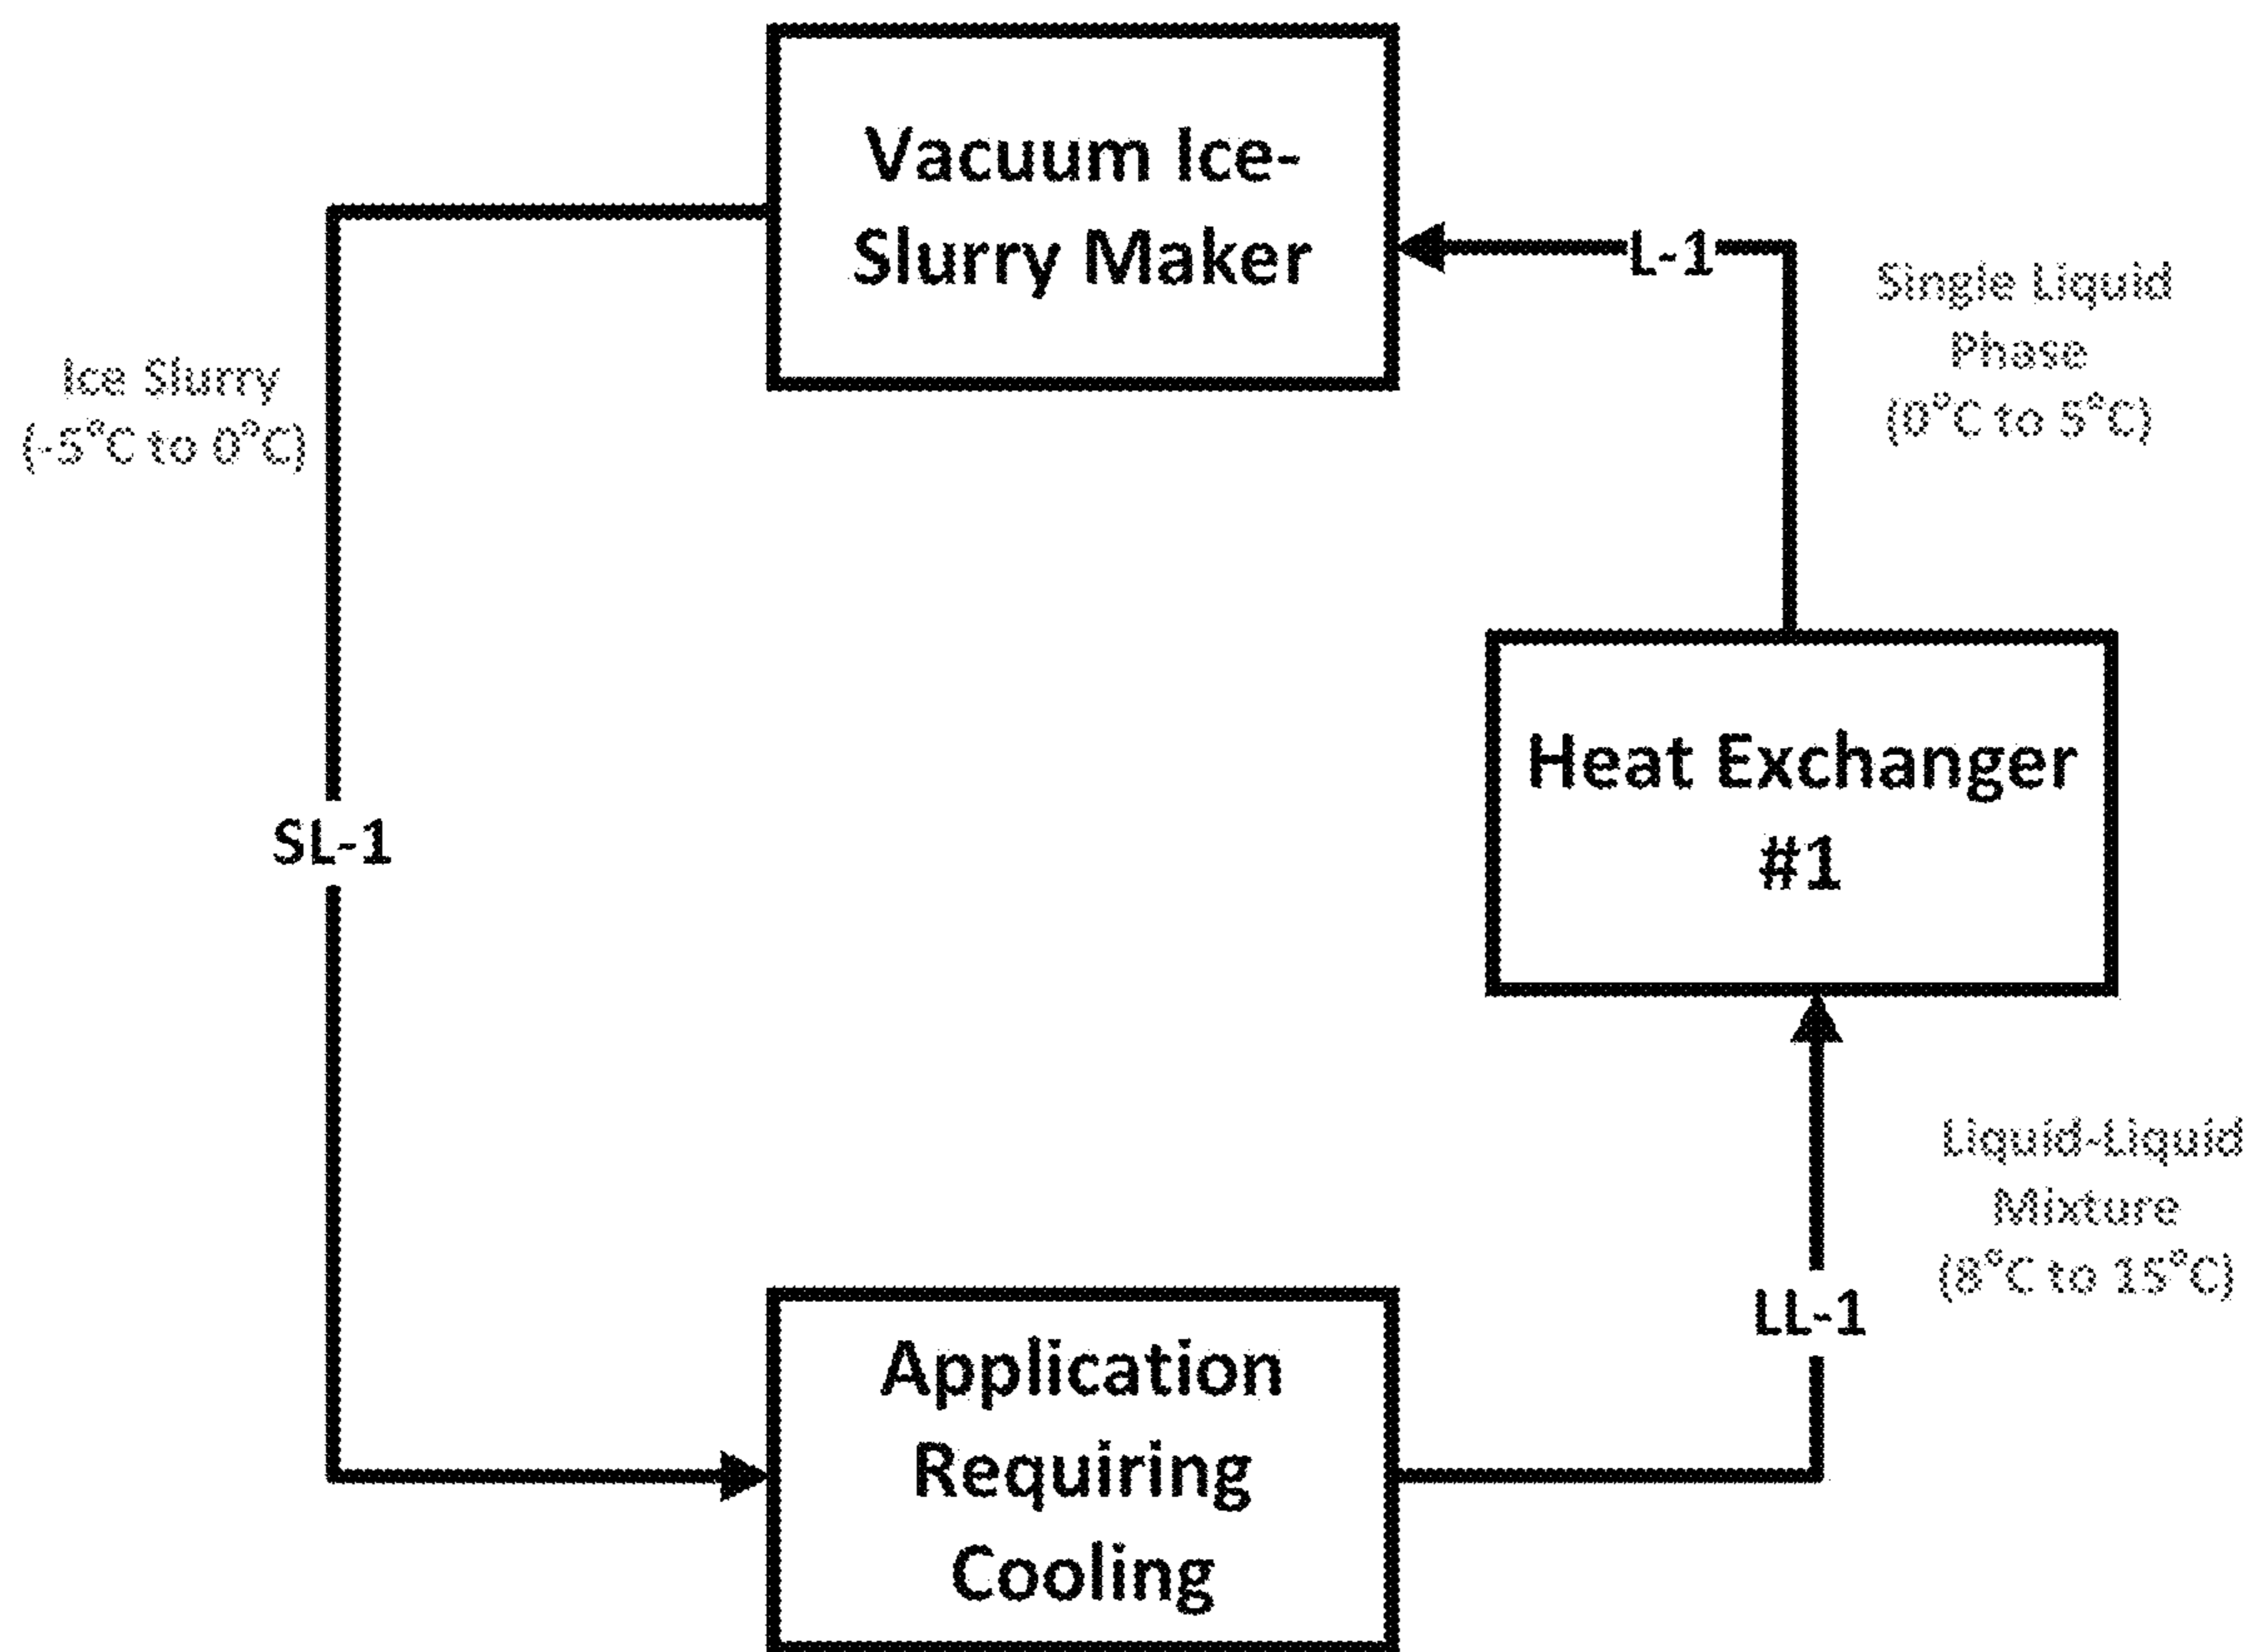 Vacuum Ice-
Slurry Maker
L-1
Single Liquid
Phase
(0°C to 5°C)
Ice Slurry
(-5°C to 0°C)
SL-1
Heat Exchanger
#1
Liquid-Liquid
Mixture
(8°C to 15°C)
LL-1
Application
Requiring
Cooling